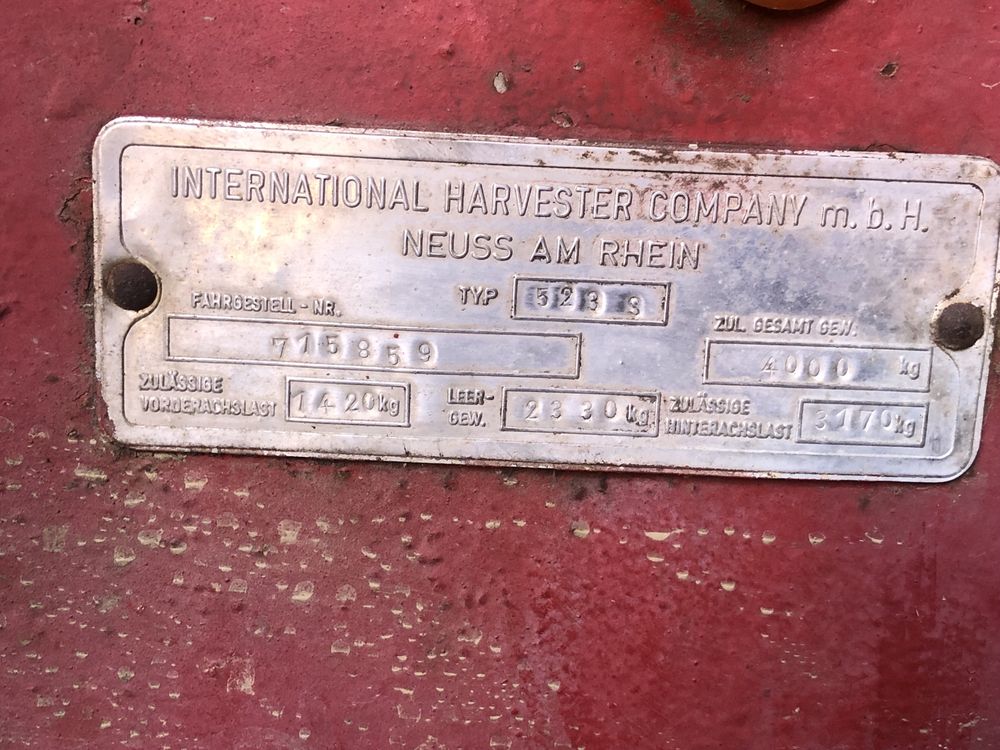 INTERNATIONAL HARVESTER COMPANY m. b. H.
NEUSS AM RHEIN
TYP 523 S
FAHRGESTELL-NR.
715859
ZUL. GESAMT GEW.
4000 kg
ZULÄSSIGE VORDERACHSLAST 1420 kg
LEER-GEW. 2330 kg
ZULÄSSIGE HINTERACHSLAST 3170 kg